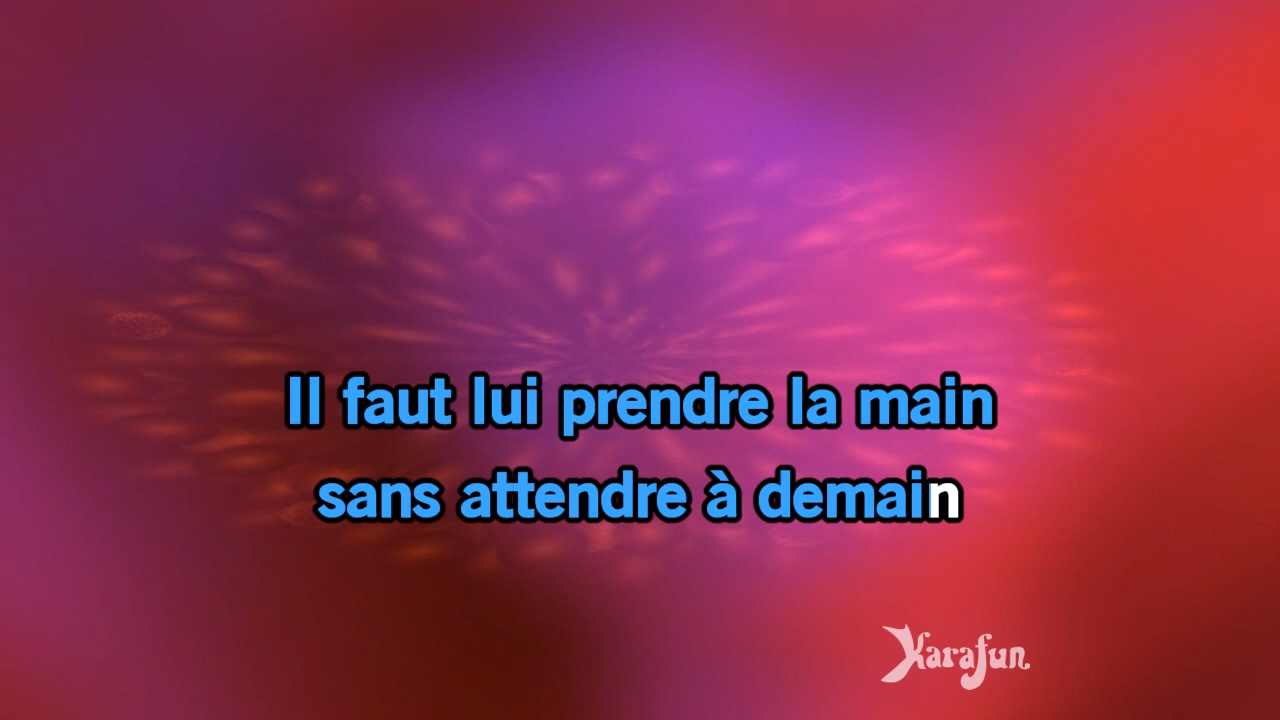 Il faut lui prendre la main
sans attendre à demain
Karafun